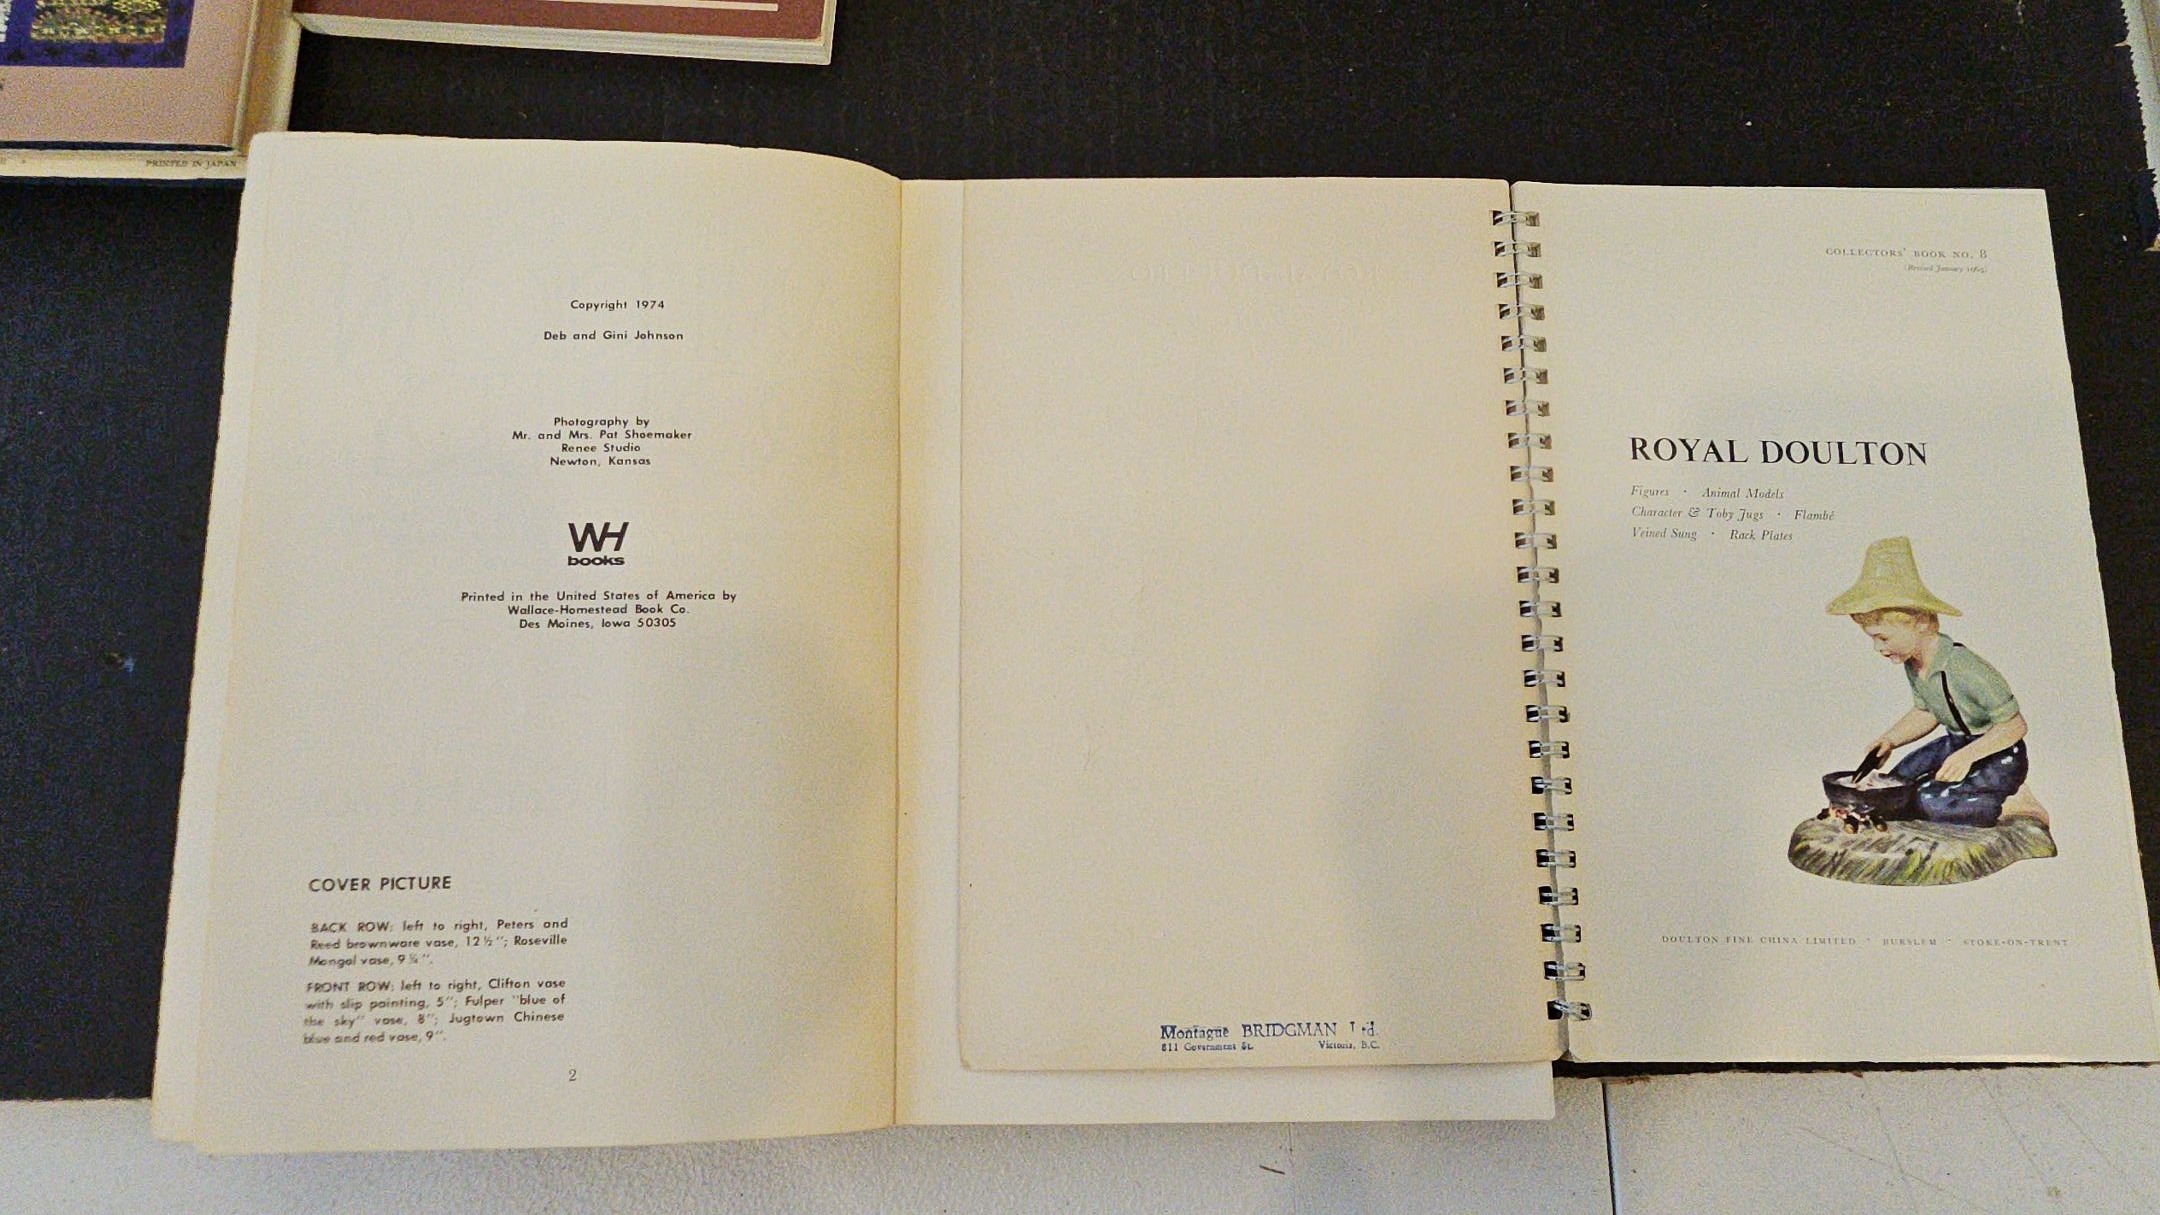 PRINTED IN JAPAN
Copyright 1974
Deb and Gini Johnson
Photography by
Mr. and Mrs. Pat Shoemaker
Renee Studio
Newton, Kansas
WH
books
Printed in the United States of America by
Wallace-Homestead Book Co.
Des Moines, Iowa 50305
COVER PICTURE
BACK ROW: left to right, Peters and
Reed brownware vase, 12½"; Roseville
Mongol vase, 9¼".
FRONT ROW: left to right, Clifton vase
with slip painting, 5"; Fulper "blue of
the sky" vase, 8"; Jugtown Chinese
blue and red vase, 9".
2
Montague BRIDGMAN Ltd.
811 Government St. Victoria, B.C.
COLLECTORS' BOOK NO. 8
(Revised January
ROYAL DOULTON
Figures · Animal Models
Character & Toby Jugs · Flambé
Veined Sung · Rack Plates
DOULTON FINE CHINA LIMITED · BURSLEM · STOKE-ON-TRENT